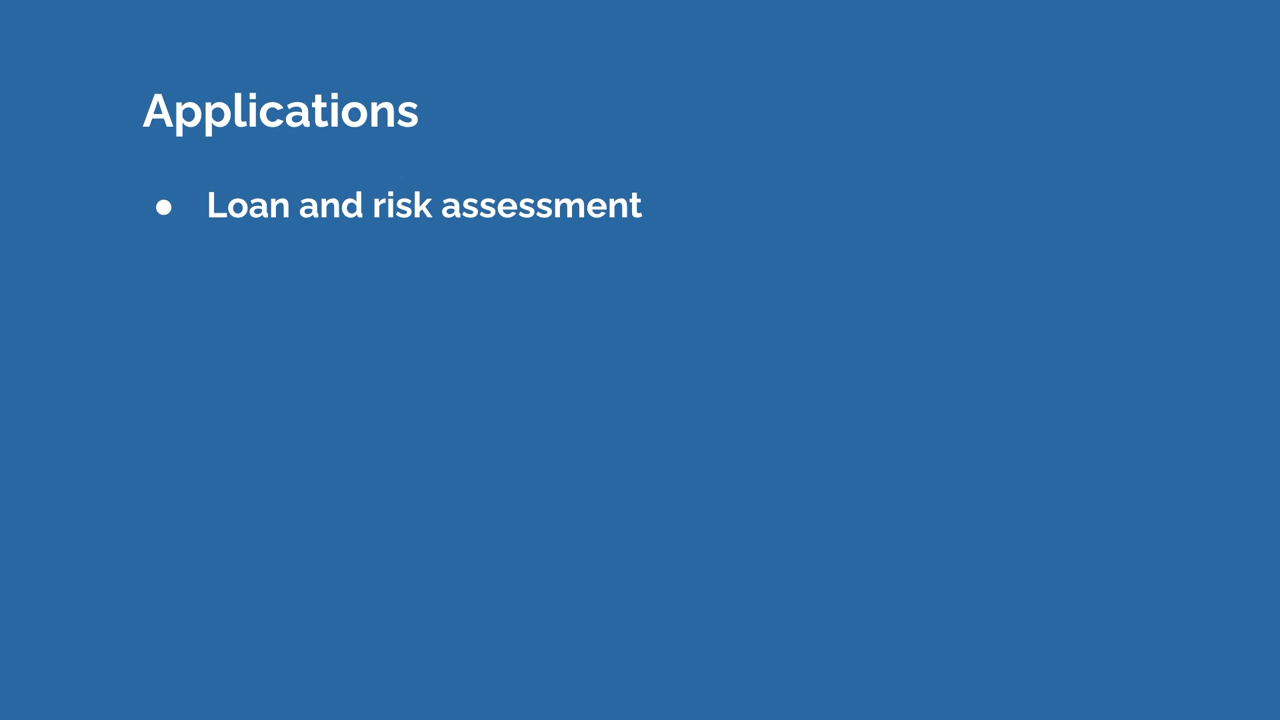 Applications
● Loan and risk assessment